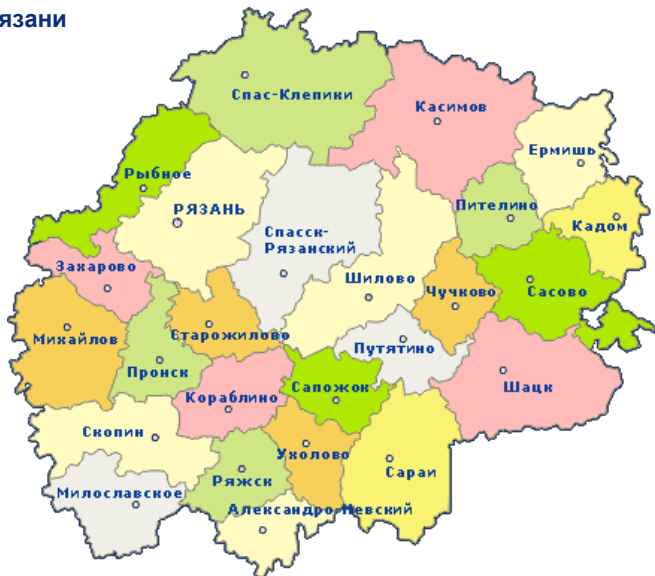 язани
Спас-Клепики
Касимов
Ермишь
Рыбное
РЯЗАНЬ
Пителино
Кадом
Спасск-
Рязанский
Захарово
Шилово
Чучково
Сасово
Михайлов
Старожилово
Путятино
Пронск
Сапожок
Шацк
Кораблино
Скопин
Ухолово
Сараи
Ряжск
Милославское
Александро-Невский